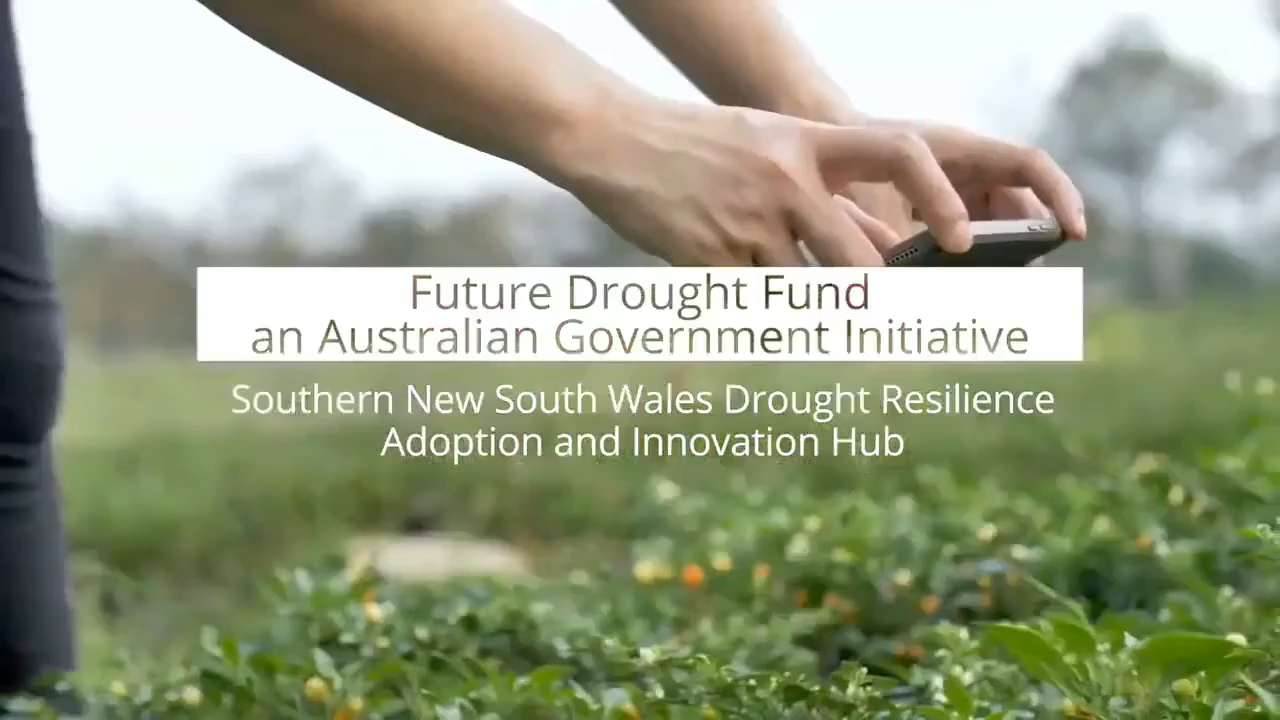 Future Drought Fund
an Australian Government Initiative
Southern New South Wales Drought Resilience
Adoption and Innovation Hub